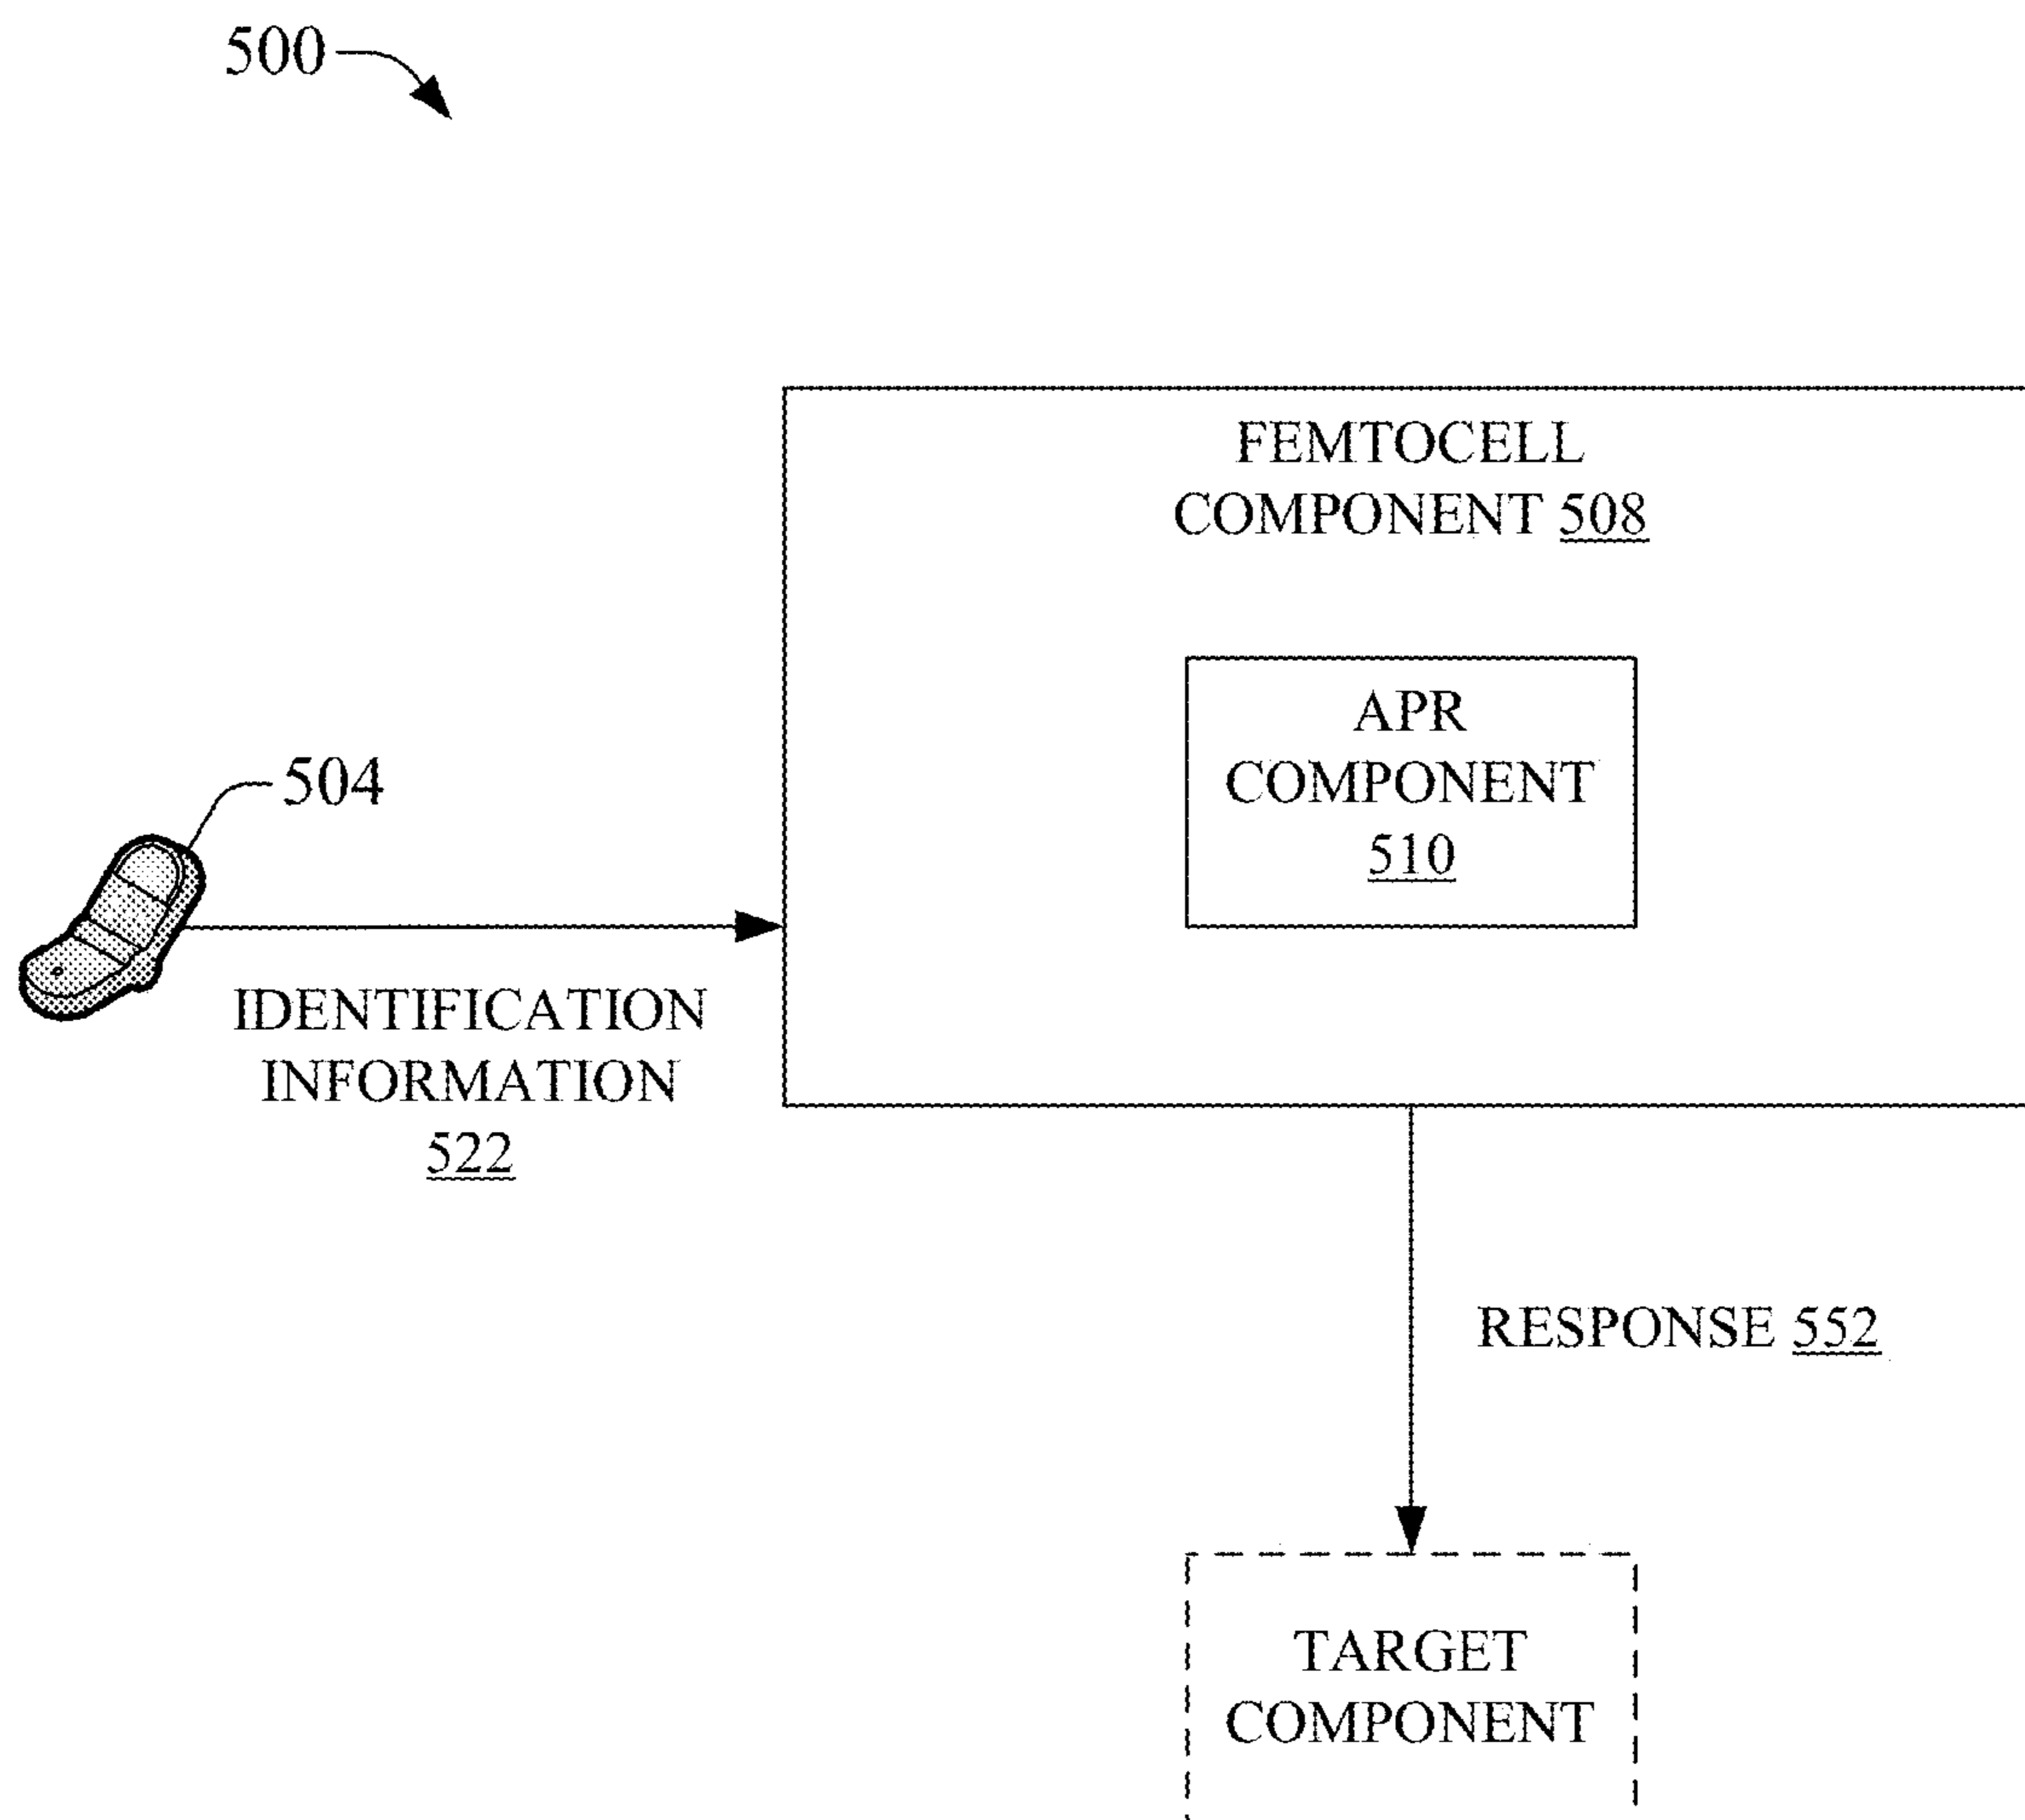 500
FEMTOCELL
COMPONENT 508
APR
COMPONENT
510
504
IDENTIFICATION
INFORMATION
522
RESPONSE 552
TARGET
COMPONENT